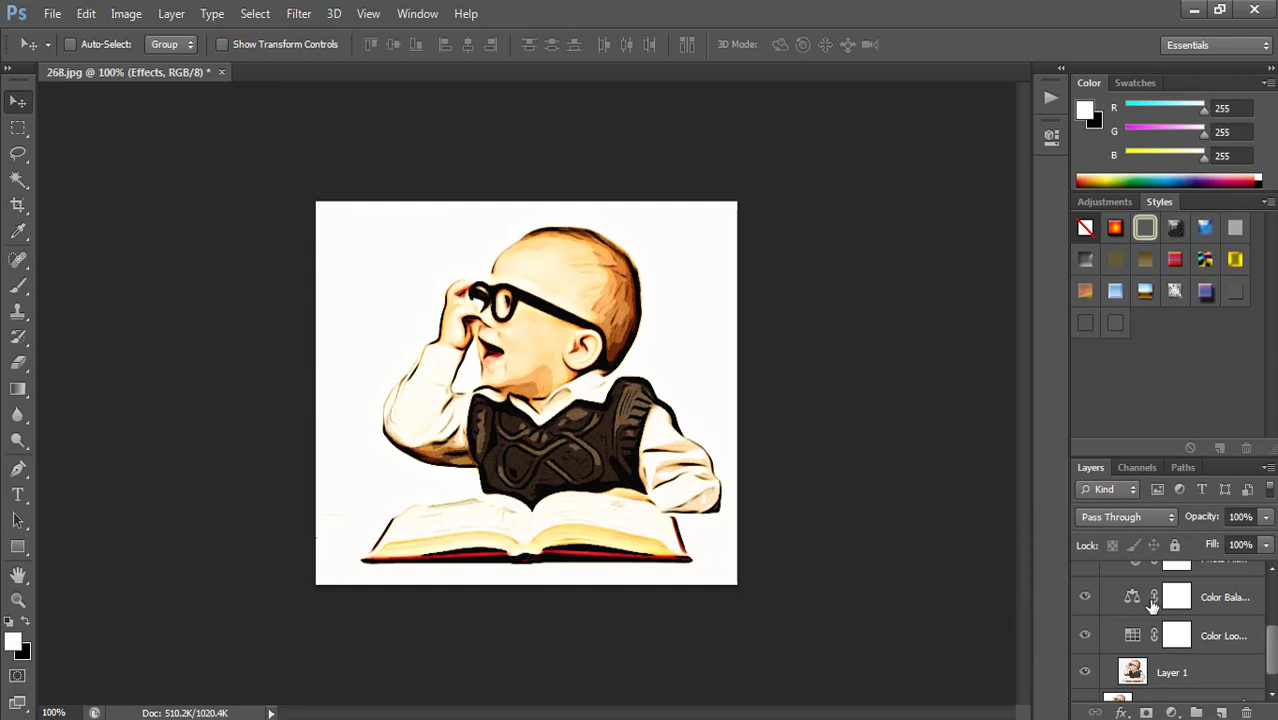 Ps File Edit Image Layer Type Select Filter 3D View Window Help
Auto-Select: Group Show Transform Controls 3D Mode: Essentials
268.jpg @ 100% (Effects, RGB/8) *
Color Swatches
R 255
G 255
B 255
Adjustments Styles
Layers Channels Paths
Kind
Pass Through Opacity: 100%
Lock: Fill: 100%
Color Bala...
Color Loo...
Layer 1
100% Doc: 510.2K/1020.4K